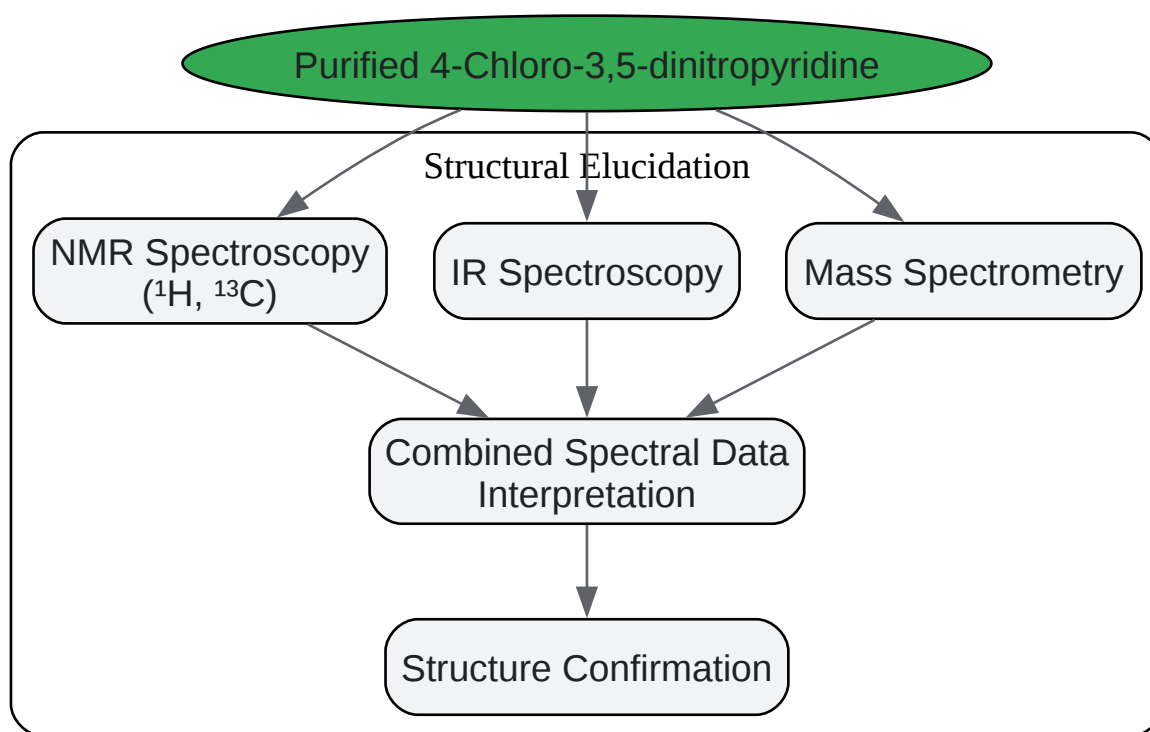 Purified 4-Chloro-3,5-dinitropyridine
Structural Elucidation
NMR Spectroscopy
(¹H, ¹³C)
IR Spectroscopy
Mass Spectrometry
Combined Spectral Data
Interpretation
Structure Confirmation